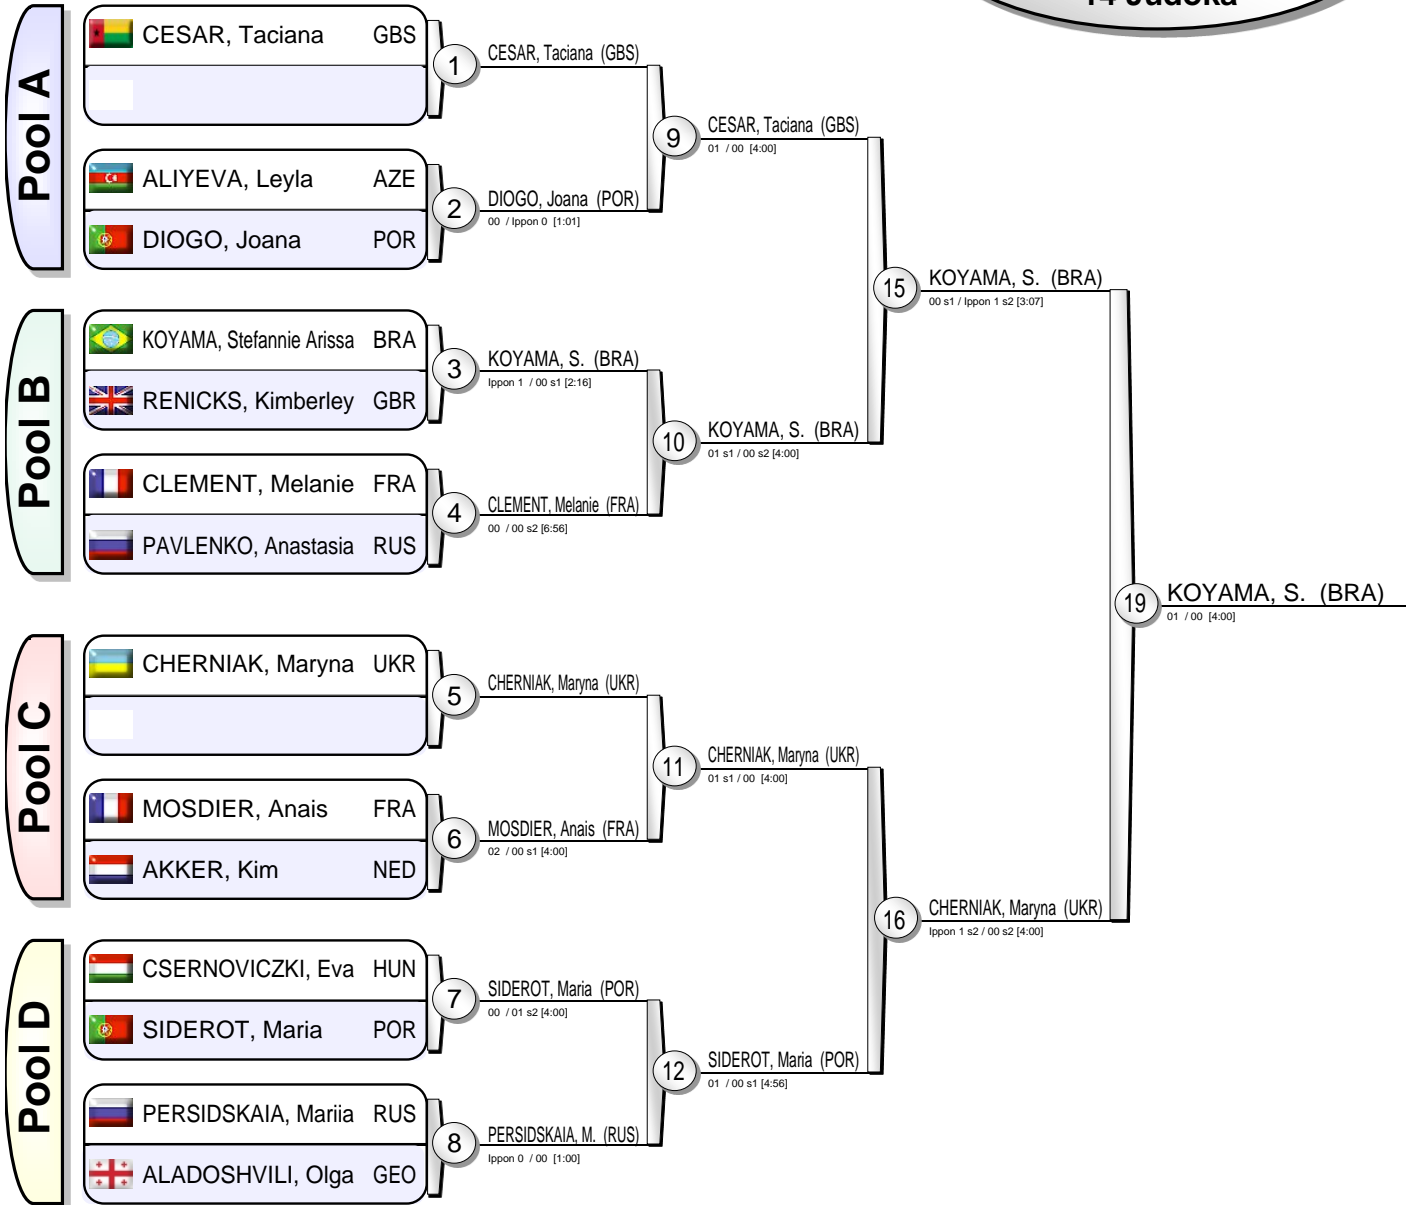 14 Judoka
Pool A
CESAR, Taciana GBS
ALIYEVA, Leyla AZE
DIOGO, Joana POR
Pool B
KOYAMA, Stefannie Arissa BRA
RENICKS, Kimberley GBR
CLEMENT, Melanie FRA
PAVLENKO, Anastasia RUS
Pool C
CHERNIAK, Maryna UKR
MOSDIER, Anais FRA
AKKER, Kim NED
Pool D
CSERNOVICZKI, Eva HUN
SIDEROT, Maria POR
PERSIDSKAIA, Mariia RUS
ALADOSHVILI, Olga GEO
1
CESAR, Taciana (GBS)
2
DIOGO, Joana (POR)
00 / Ippon 0 [1:01]
3
KOYAMA, S. (BRA)
Ippon 1 / 00 s1 [2:16]
4
CLEMENT, Melanie (FRA)
00 / 00 s2 [6:56]
5
CHERNIAK, Maryna (UKR)
6
MOSDIER, Anais (FRA)
02 / 00 s1 [4:00]
7
SIDEROT, Maria (POR)
00 / 01 s2 [4:00]
8
PERSIDSKAIA, M. (RUS)
Ippon 0 / 00 [1:00]
9
CESAR, Taciana (GBS)
01 / 00 [4:00]
10
KOYAMA, S. (BRA)
01 s1 / 00 s2 [4:00]
11
CHERNIAK, Maryna (UKR)
01 s1 / 00 [4:00]
12
SIDEROT, Maria (POR)
01 / 00 s1 [4:56]
15
KOYAMA, S. (BRA)
00 s1 / Ippon 1 s2 [3:07]
16
CHERNIAK, Maryna (UKR)
Ippon 1 s2 / 00 s2 [4:00]
19
KOYAMA, S. (BRA)
01 / 00 [4:00]